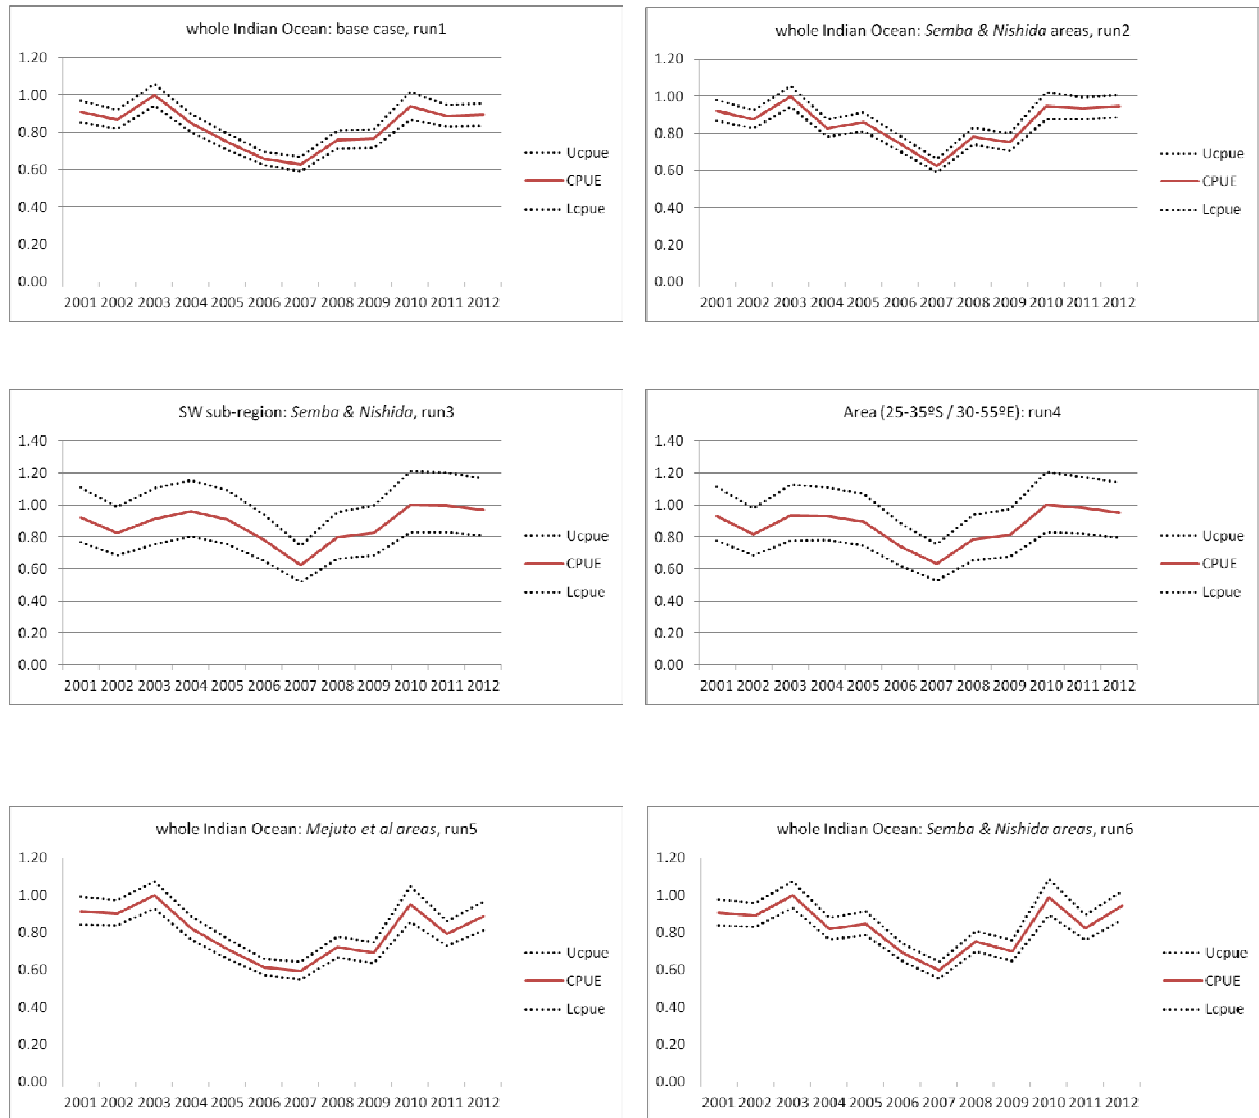 whole Indian Ocean: base case, run1
1.20
1.00
0.80
0.60
0.40
0.20
0.00
2001 2002 2003 2004 2005 2006 2007 2008 2009 2010 2011 2012
Ucpue
CPUE
Lcpue
whole Indian Ocean: Semba & Nishida areas, run2
1.20
1.00
0.80
0.60
0.40
0.20
0.00
2001 2002 2003 2004 2005 2006 2007 2008 2009 2010 2011 2012
Ucpue
CPUE
Lcpue
SW sub-region: Semba & Nishida, run3
1.40
1.20
1.00
0.80
0.60
0.40
0.20
0.00
2001 2002 2003 2004 2005 2006 2007 2008 2009 2010 2011 2012
Ucpue
CPUE
Lcpue
Area (25-35ºS / 30-55ºE): run4
1.40
1.20
1.00
0.80
0.60
0.40
0.20
0.00
2001 2002 2003 2004 2005 2006 2007 2008 2009 2010 2011 2012
Ucpue
CPUE
Lcpue
whole Indian Ocean: Mejuto et al areas, run5
1.20
1.00
0.80
0.60
0.40
0.20
0.00
2001 2002 2003 2004 2005 2006 2007 2008 2009 2010 2011 2012
Ucpue
CPUE
Lcpue
whole Indian Ocean: Semba & Nishida areas, run6
1.20
1.00
0.80
0.60
0.40
0.20
0.00
2001 2002 2003 2004 2005 2006 2007 2008 2009 2010 2011 2012
Ucpue
CPUE
Lcpue